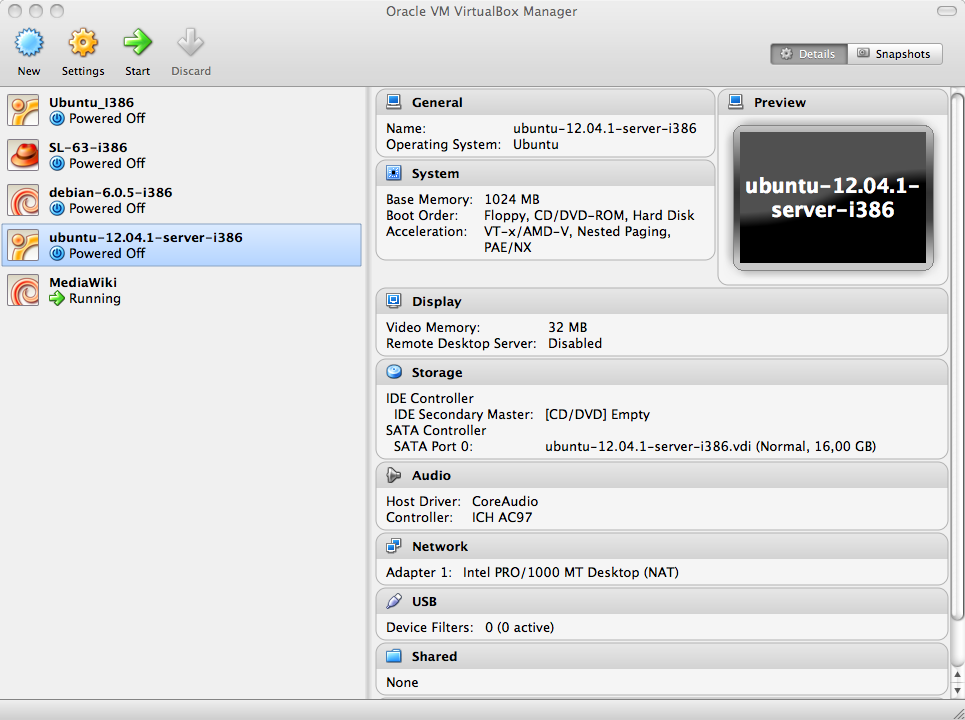 Oracle VM VirtualBox Manager
New Settings Start Discard
Details Snapshots
Ubuntu_I386
Powered Off
SL-63-i386
Powered Off
debian-6.0.5-i386
Powered Off
ubuntu-12.04.1-server-i386
Powered Off
MediaWiki
Running
General
Name: ubuntu-12.04.1-server-i386
Operating System: Ubuntu
System
Base Memory: 1024 MB
Boot Order: Floppy, CD/DVD-ROM, Hard Disk
Acceleration: VT-x/AMD-V, Nested Paging,
PAE/NX
Preview
ubuntu-12.04.1-
server-i386
Display
Video Memory: 32 MB
Remote Desktop Server: Disabled
Storage
IDE Controller
IDE Secondary Master: [CD/DVD] Empty
SATA Controller
SATA Port 0: ubuntu-12.04.1-server-i386.vdi (Normal, 16,00 GB)
Audio
Host Driver: CoreAudio
Controller: ICH AC97
Network
Adapter 1: Intel PRO/1000 MT Desktop (NAT)
USB
Device Filters: 0 (0 active)
Shared
None